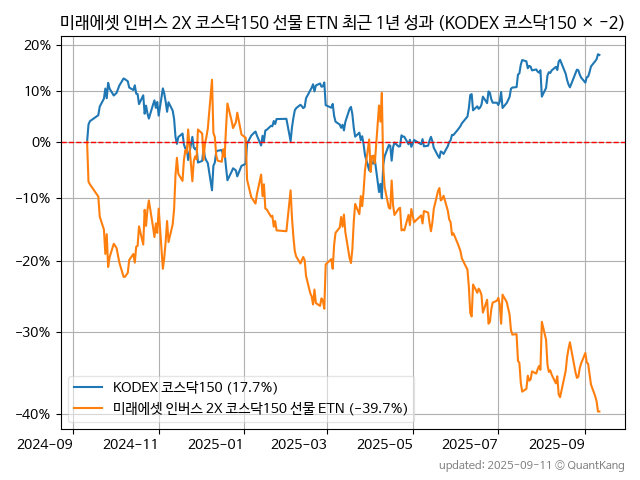 미래에셋 인버스 2X 코스닥150 선물 ETN 최근 1년 성과 (KODEX 코스닥150 × −2)
20%
10%
0%
−10%
−20%
−30%
−40%
KODEX 코스닥150 (17.7%)
미래에셋 인버스 2X 코스닥150 선물 ETN (−39.7%)
2024-09 2024-11 2025-01 2025-03 2025-05 2025-07 2025-09
updated: 2025-09-11 © QuantKang